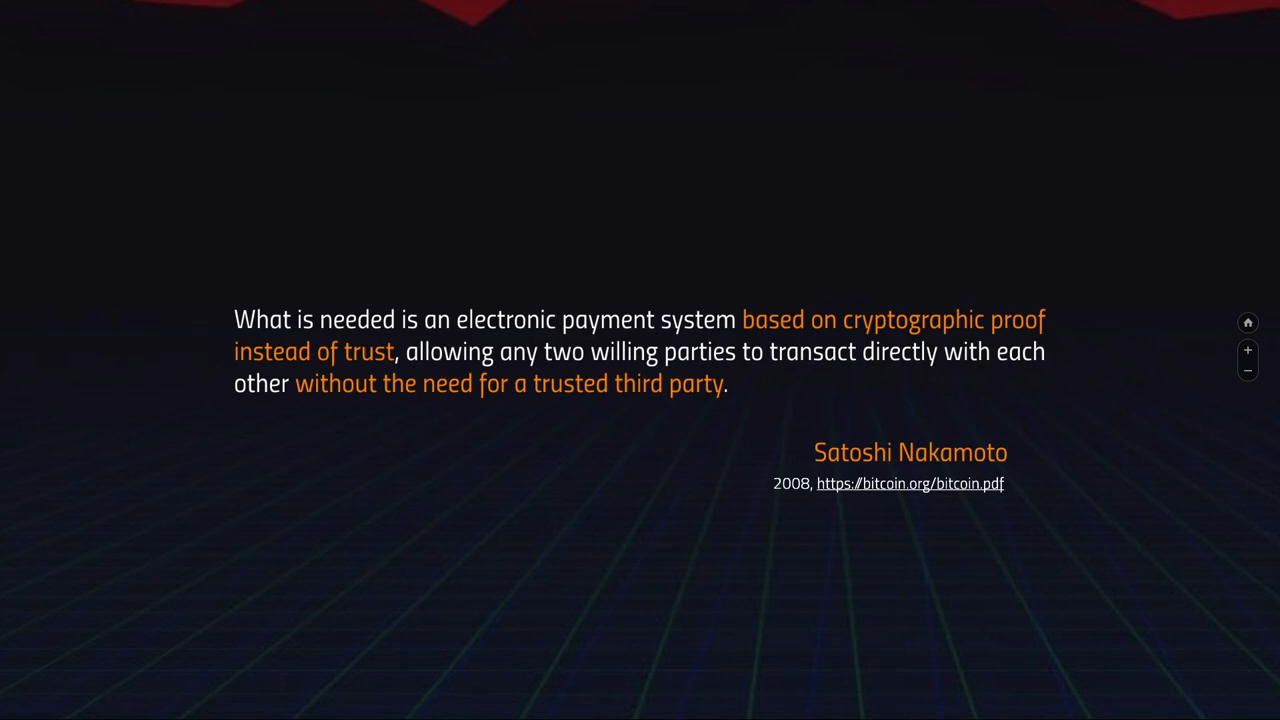 What is needed is an electronic payment system based on cryptographic proof
instead of trust, allowing any two willing parties to transact directly with each
other without the need for a trusted third party.
Satoshi Nakamoto
2008, https://bitcoin.org/bitcoin.pdf